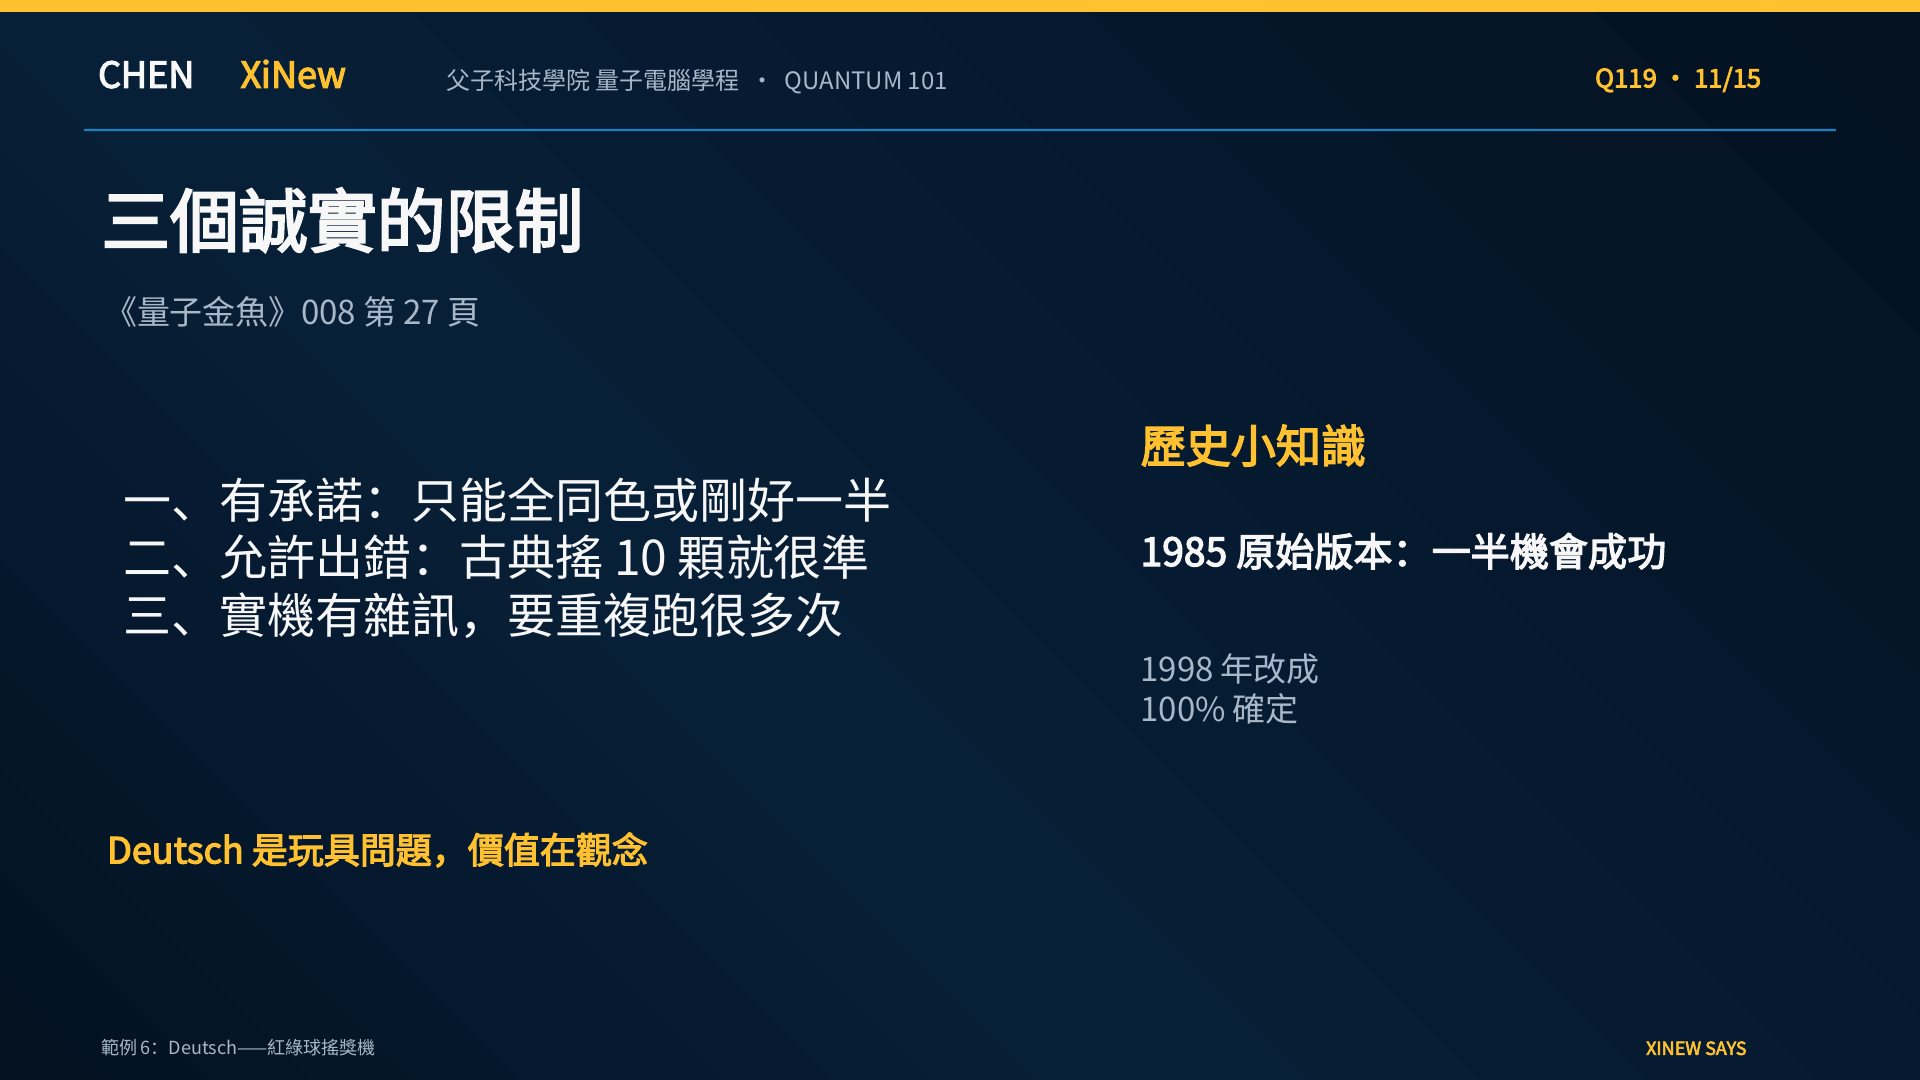 CHEN XiNew 父子科技學院 量子電腦學程 · QUANTUM 101 Q119 · 11/15
三個誠實的限制
《量子金魚》008 第 27 頁
一、有承諾：只能全同色或剛好一半
二、允許出錯：古典搖 10 顆就很準
三、實機有雜訊，要重複跑很多次
歷史小知識
1985 原始版本：一半機會成功
1998 年改成
100% 確定
Deutsch 是玩具問題，價值在觀念
範例 6：Deutsch——紅綠球搖獎機
XINEW SAYS